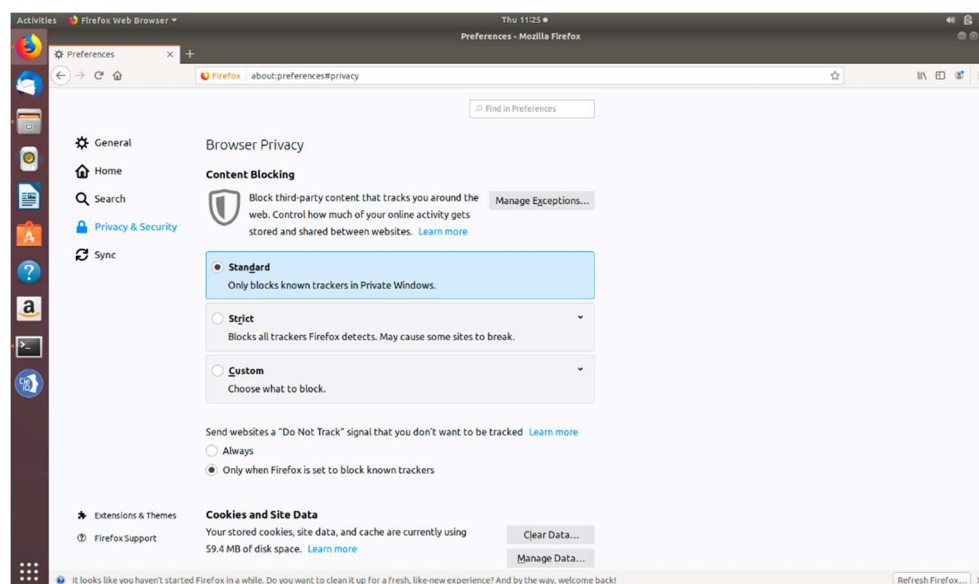 Activities
Firefox Web Browser
Thu 11:25
Preferences - Mozilla Firefox
Preferences
Firefox
about:preferences#privacy
Find in Preferences
General
Home
Search
Privacy & Security
Sync
Browser Privacy
Content Blocking
Block third-party content that tracks you around the
web. Control how much of your online activity gets
stored and shared between websites. Learn more
Manage Exceptions...
Standard
Only blocks known trackers in Private Windows.
Strict
Blocks all trackers Firefox detects. May cause some sites to break.
Custom
Choose what to block.
Send websites a “Do Not Track” signal that you don’t want to be tracked Learn more
Always
Only when Firefox is set to block known trackers
Extensions & Themes
Firefox Support
Cookies and Site Data
Your stored cookies, site data, and cache are currently using
59.4 MB of disk space. Learn more
Clear Data...
Manage Data...
It looks like you haven’t started Firefox in a while. Do you want to clean it up for a fresh, like-new experience? And by the way, welcome back!
Refresh Firefox...